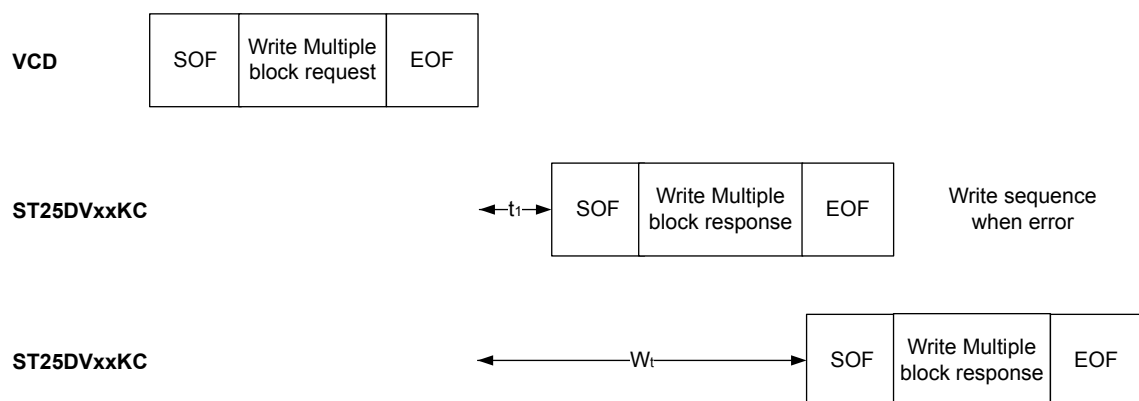 VCD
SOF
Write Multiple
block request
EOF
ST25DVxxKC
t1
SOF
Write Multiple
block response
EOF
Write sequence
when error
ST25DVxxKC
Wt
SOF
Write Multiple
block response
EOF